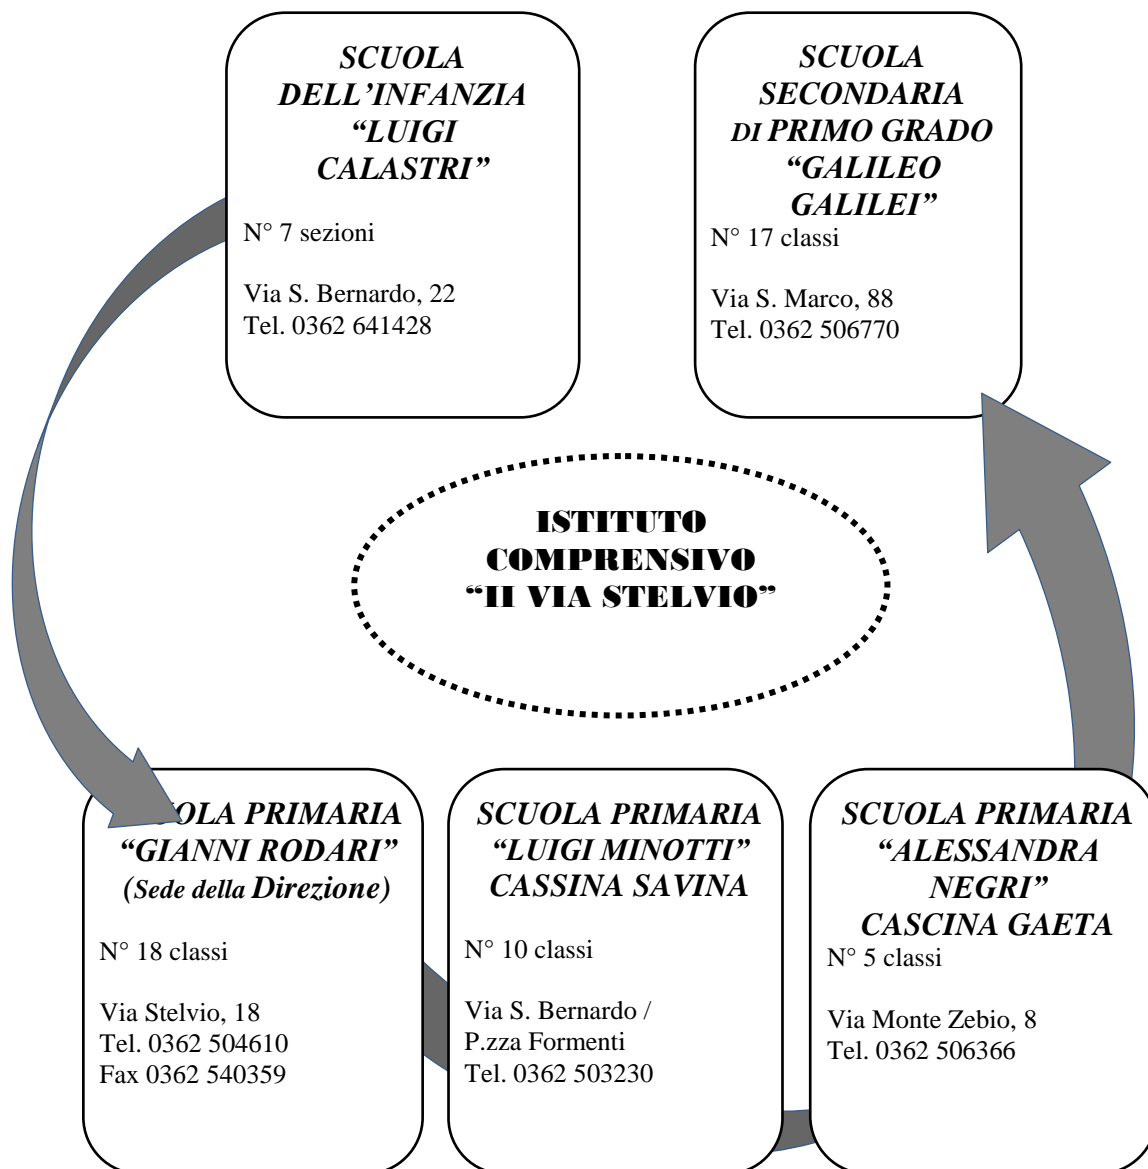 SCUOLA
DELL’INFANZIA
“LUIGI
CALASTRI”
N° 7 sezioni
Via S. Bernardo, 22
Tel. 0362 641428
SCUOLA
SECONDARIA
DI PRIMO GRADO
“GALILEO
GALILEI”
N° 17 classi
Via S. Marco, 88
Tel. 0362 506770
ISTITUTO
COMPRENSIVO
“II VIA STELVIO”
PRIMARIA
“GIANNI RODARI”
(Sede della Direzione)
N° 18 classi
Via Stelvio, 18
Tel. 0362 504610
Fax 0362 540359
SCUOLA PRIMARIA
“LUIGI MINOTTI”
CASSINA SAVINA
N° 10 classi
Via S. Bernardo /
P.zza Formenti
Tel. 0362 503230
SCUOLA PRIMARIA
“ALESSANDRA
NEGRI”
CASCINA GAETA
N° 5 classi
Via Monte Zebio, 8
Tel. 0362 506366